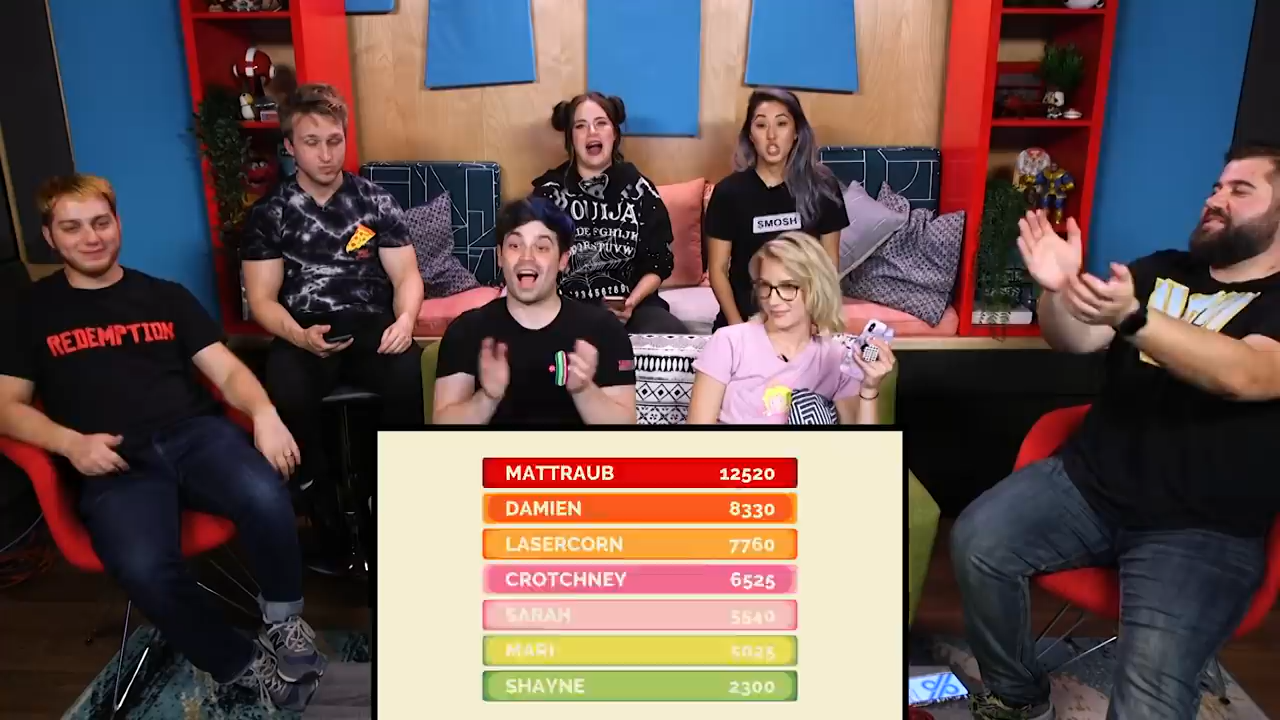 REDEMPTION
OUIJA
SMOSH
MATTRAUB 12520
DAMIEN 8330
LASERCORN 7760
CROTCHNEY 6525
SARAH 5540
MARI 5025
SHAYNE 2300